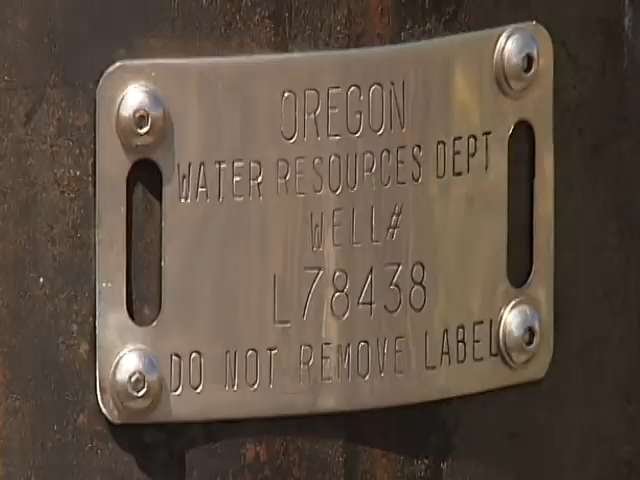 OREGON
WATER RESOURCES DEPT
WELL#
L78438
DO NOT REMOVE LABEL